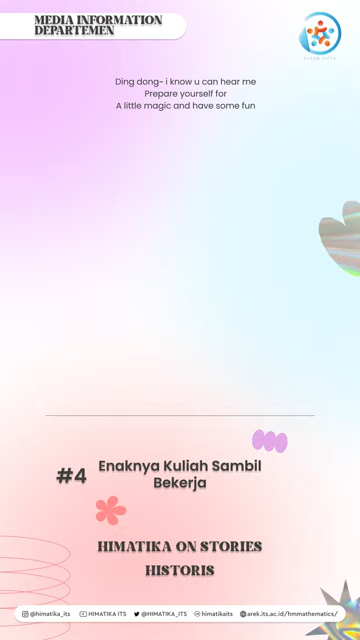 MEDIA INFORMATION
DEPARTEMEN
Ding dong~ i know u can hear me
Prepare yourself for
A little magic and have some fun
#4
Enaknya Kuliah Sambil
Bekerja
HIMATIKA ON STORIES
HISTORIS
@himatika_its HIMATIKA ITS @HIMATIKA_ITS himatikaits arek.its.ac.id/hmmathematics/